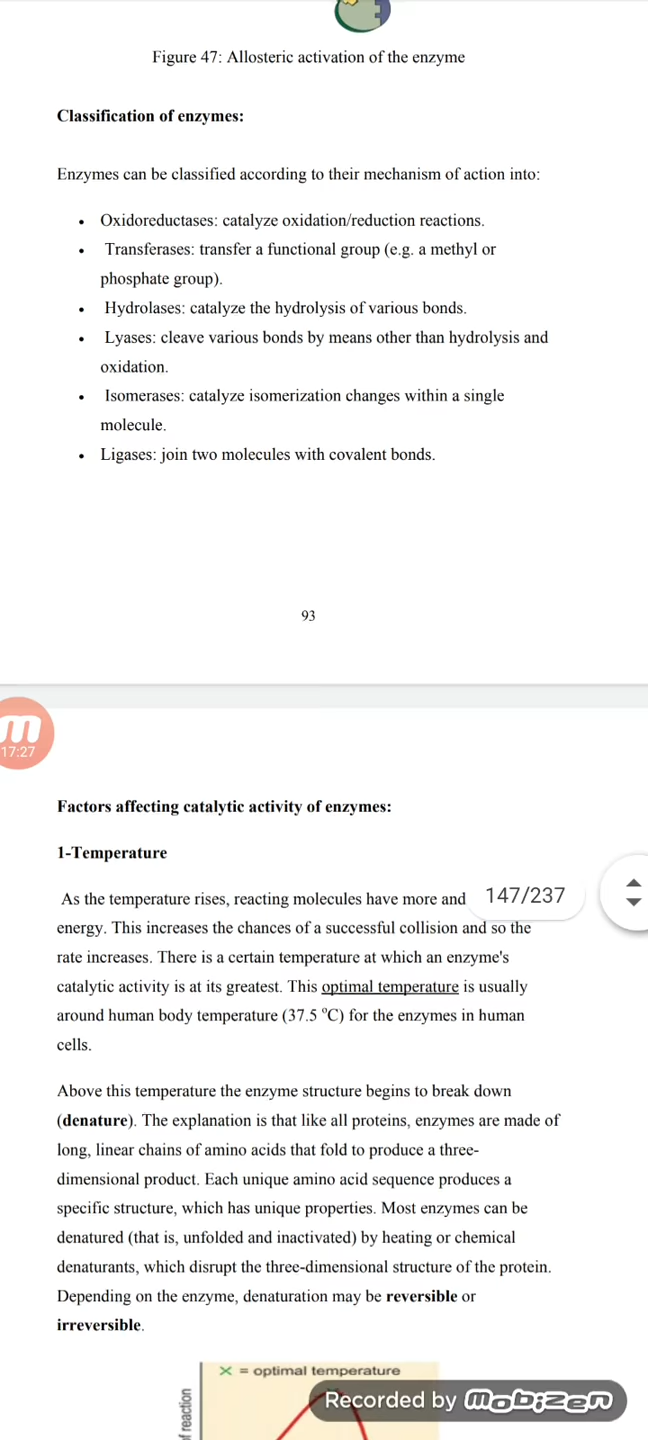 Figure 47: Allosteric activation of the enzyme
Classification of enzymes:
Enzymes can be classified according to their mechanism of action into:
• Oxidoreductases: catalyze oxidation/reduction reactions.
• Transferases: transfer a functional group (e.g. a methyl or
phosphate group).
• Hydrolases: catalyze the hydrolysis of various bonds.
• Lyases: cleave various bonds by means other than hydrolysis and
oxidation.
• Isomerases: catalyze isomerization changes within a single
molecule.
• Ligases: join two molecules with covalent bonds.
93
17:27
Factors affecting catalytic activity of enzymes:
1-Temperature
As the temperature rises, reacting molecules have more and
147/237
energy. This increases the chances of a successful collision and so the
rate increases. There is a certain temperature at which an enzyme's
catalytic activity is at its greatest. This optimal temperature is usually
around human body temperature (37.5 °C) for the enzymes in human
cells.
Above this temperature the enzyme structure begins to break down
(denature). The explanation is that like all proteins, enzymes are made of
long, linear chains of amino acids that fold to produce a three-
dimensional product. Each unique amino acid sequence produces a
specific structure, which has unique properties. Most enzymes can be
denatured (that is, unfolded and inactivated) by heating or chemical
denaturants, which disrupt the three-dimensional structure of the protein.
Depending on the enzyme, denaturation may be reversible or
irreversible.
X = optimal temperature
of reaction
Recorded by mobizen